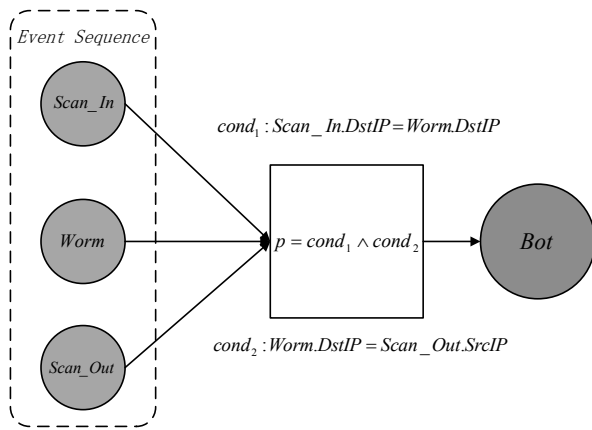 Event Sequence
Scan_In
cond₁:Scan_In.DstIP=Worm.DstIP
Worm
p=cond₁∧cond₂
Bot
cond₂:Worm.DstIP=Scan_Out.SrcIP
Scan_Out